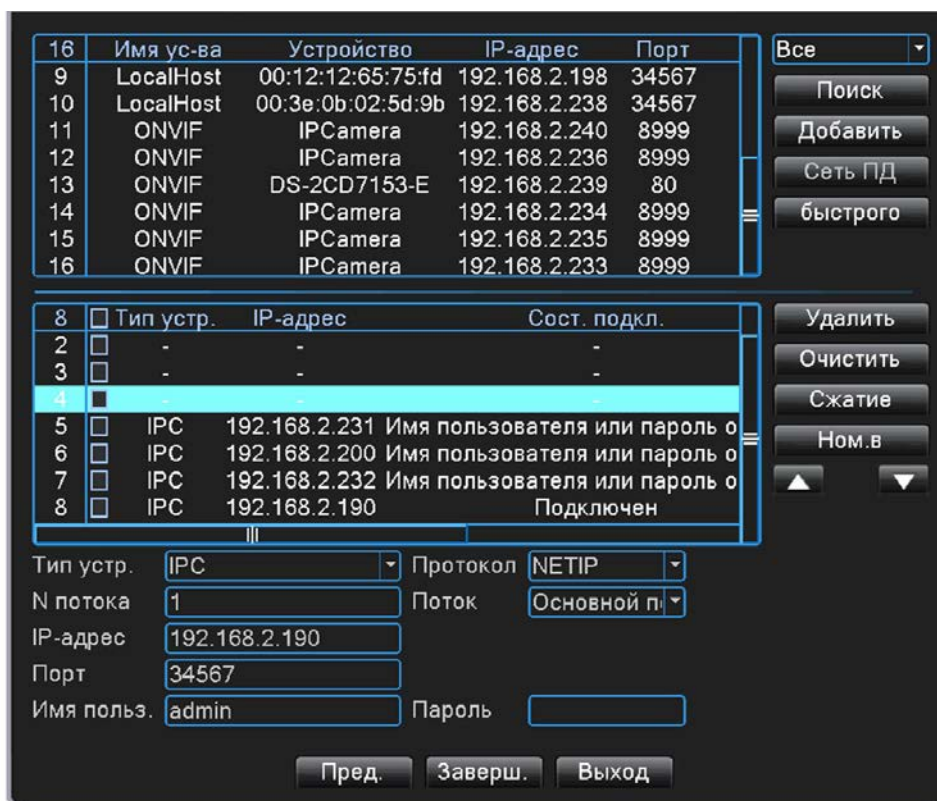 16 Имя ус-ва Устройство IP-адрес Порт Все
9 LocalHost 00:12:12:65:75:fd 192.168.2.198 34567
Поиск
10 LocalHost 00:3e:0b:02:5d:9b 192.168.2.238 34567
11 ONVIF IPCamera 192.168.2.240 8999
Добавить
12 ONVIF IPCamera 192.168.2.236 8999
Сеть ПД
13 ONVIF DS-2CD7153-E 192.168.2.239 80
14 ONVIF IPCamera 192.168.2.234 8999
быстрого
15 ONVIF IPCamera 192.168.2.235 8999
16 ONVIF IPCamera 192.168.2.233 8999
8 Тип устр. IP-адрес Сост. подкл.
Удалить
2 - - -
3 - - -
Очистить
4 - - -
Сжатие
5 IPC 192.168.2.231 Имя пользователя или пароль о
Ном.в
6 IPC 192.168.2.200 Имя пользователя или пароль о
7 IPC 192.168.2.232 Имя пользователя или пароль о
8 IPC 192.168.2.190 Подключен
Тип устр. IPC Протокол NETIP
N потока 1 Поток Основной п
IP-адрес 192.168.2.190
Порт 34567
Имя польз. admin Пароль
Пред. Заверш. Выход